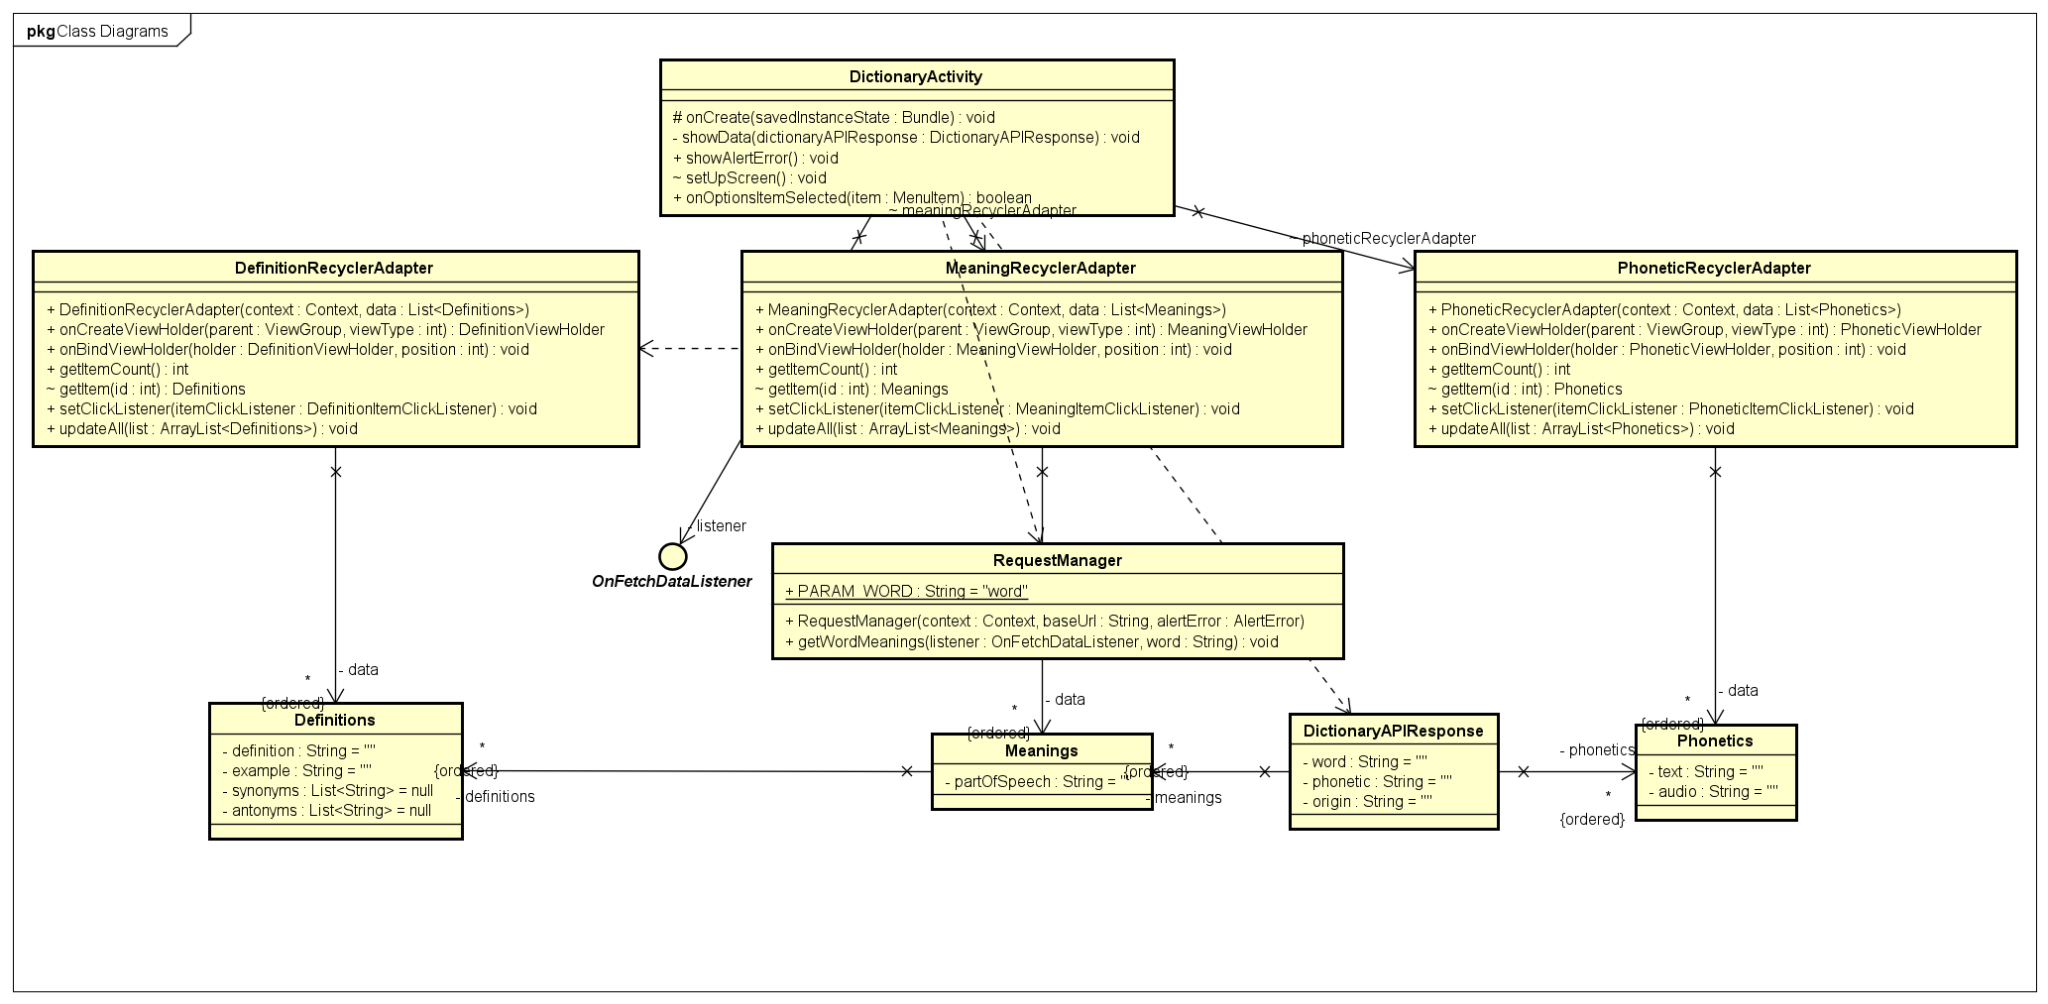 pkg Class Diagrams
DictionaryActivity
# onCreate(savedInstanceState : Bundle) : void
- showData(dictionaryAPIResponse : DictionaryAPIResponse) : void
+ showAlertError() : void
~ setUpScreen() : void
+ onOptionsItemSelected(item : MenuItem) : boolean
~ meaningRecyclerAdapter
~ phoneticRecyclerAdapter
DefinitionRecyclerAdapter
+ DefinitionRecyclerAdapter(context : Context, data : List<Definitions>)
+ onCreateViewHolder(parent : ViewGroup, viewType : int) : DefinitionViewHolder
+ onBindViewHolder(holder : DefinitionViewHolder, position : int) : void
+ getItemCount() : int
~ getItem(id : int) : Definitions
+ setClickListener(itemClickListener : DefinitionItemClickListener) : void
+ updateAll(list : ArrayList<Definitions>) : void
MeaningRecyclerAdapter
+ MeaningRecyclerAdapter(context : Context, data : List<Meanings>)
+ onCreateViewHolder(parent : ViewGroup, viewType : int) : MeaningViewHolder
+ onBindViewHolder(holder : MeaningViewHolder, position : int) : void
+ getItemCount() : int
~ getItem(id : int) : Meanings
+ setClickListener(itemClickListener : MeaningItemClickListener) : void
+ updateAll(list : ArrayList<Meanings>) : void
PhoneticRecyclerAdapter
+ PhoneticRecyclerAdapter(context : Context, data : List<Phonetics>)
+ onCreateViewHolder(parent : ViewGroup, viewType : int) : PhoneticViewHolder
+ onBindViewHolder(holder : PhoneticViewHolder, position : int) : void
+ getItemCount() : int
~ getItem(id : int) : Phonetics
+ setClickListener(itemClickListener : PhoneticItemClickListener) : void
+ updateAll(list : ArrayList<Phonetics>) : void
- listener
OnFetchDataListener
RequestManager
+ PARAM_WORD : String = "word"
+ RequestManager(context : Context, baseUrl : String, alertError : AlertError)
+ getWordMeanings(listener : OnFetchDataListener, word : String) : void
- data
*
{ordered}
Definitions
- definition : String = ""
- example : String = ""
- synonyms : List<String> = null
- antonyms : List<String> = null
*
{ordered}
- definitions
- data
*
{ordered}
Meanings
- partOfSpeech : String = ""
*
{ordered}
- meanings
DictionaryAPIResponse
- word : String = ""
- phonetic : String = ""
- origin : String = ""
- phonetics
*
{ordered}
- data
*
{ordered}
Phonetics
- text : String = ""
- audio : String = ""